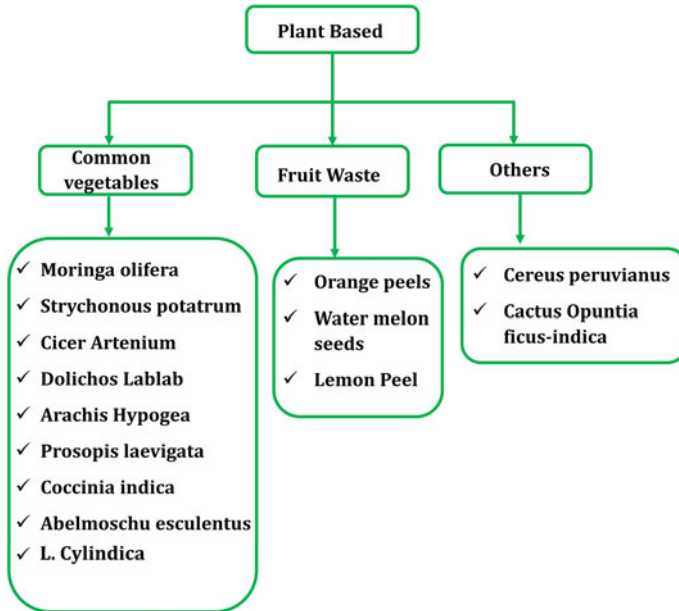 Plant Based
Common
vegetables
Fruit Waste
Others
✓ Moringa olifera
✓ Strychonous potatrum
✓ Cicer Artenium
✓ Dolichos Lablab
✓ Arachis Hypogea
✓ Prosopis laevigata
✓ Coccinia indica
✓ Abelmoschu esculentus
✓ L. Cylindica
✓ Orange peels
✓ Water melon
seeds
✓ Lemon Peel
✓ Cereus peruvianus
✓ Cactus Opuntia
ficus-indica